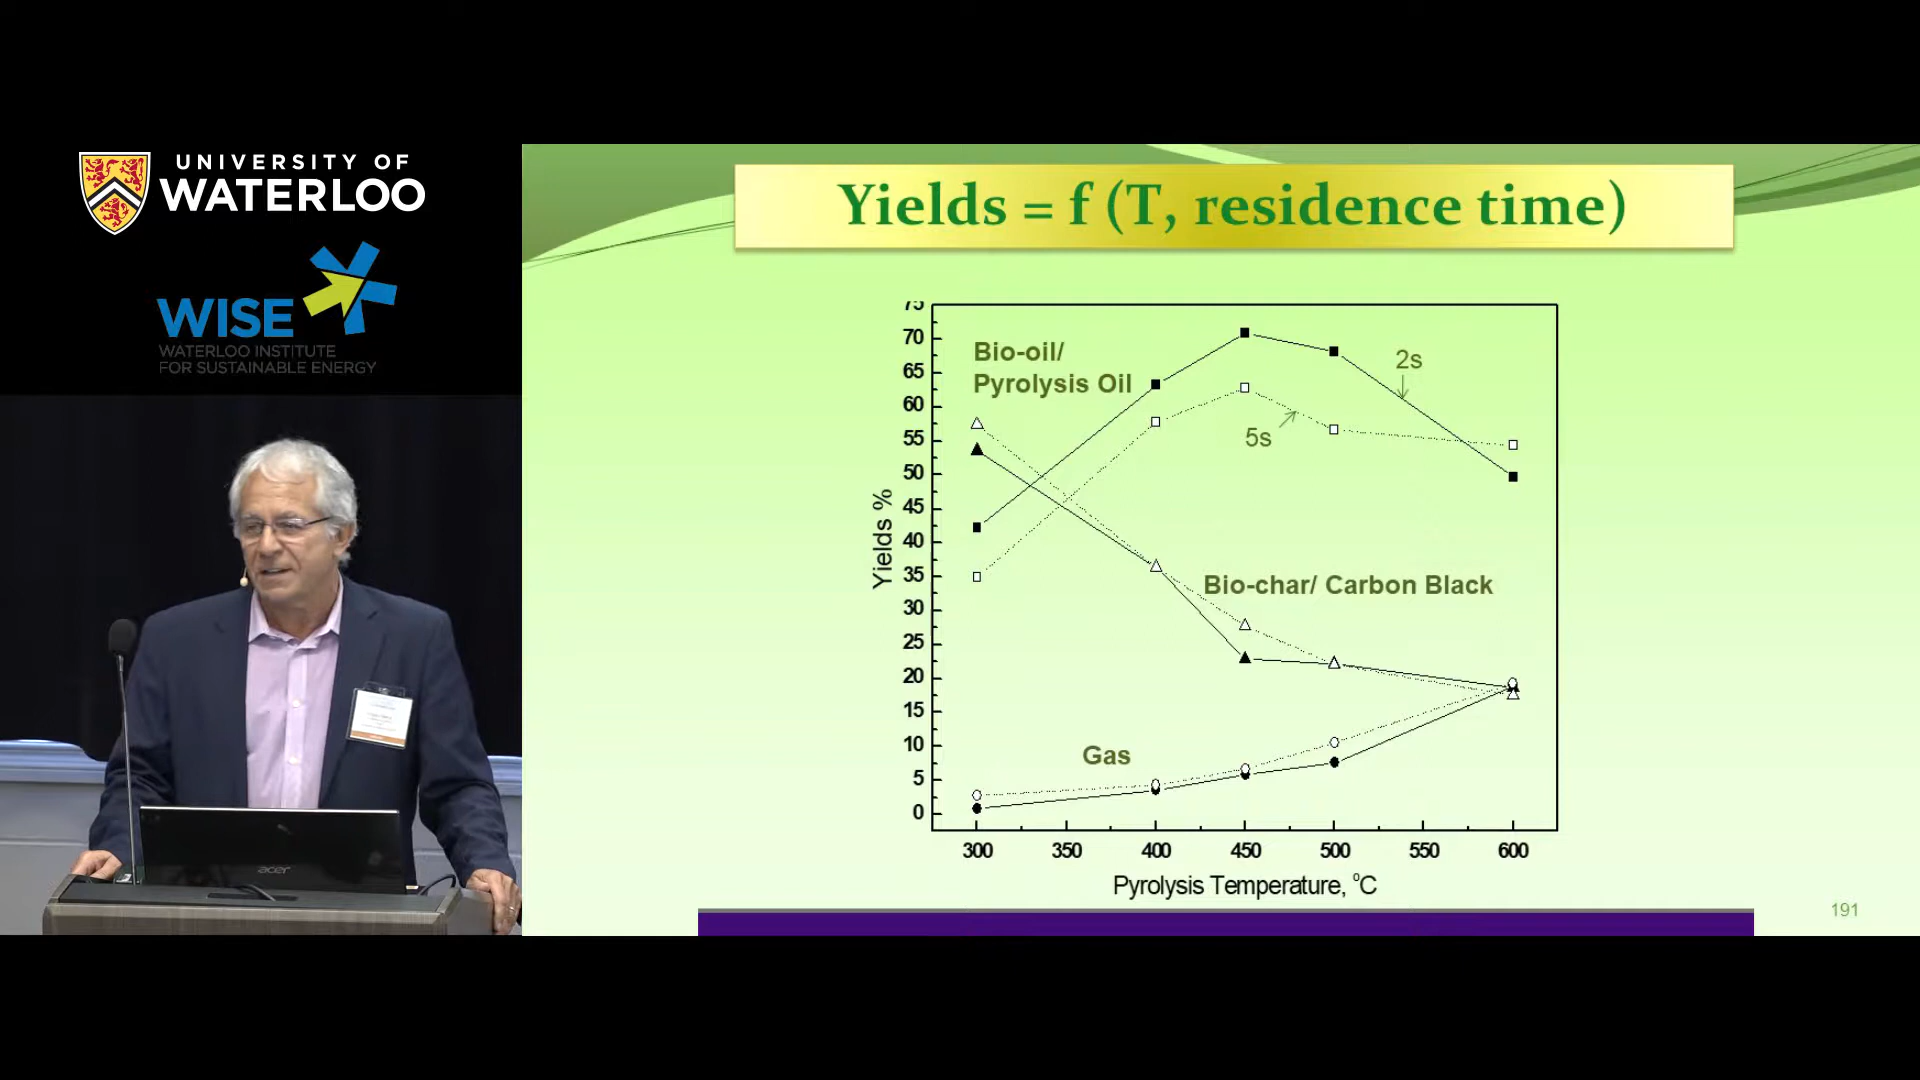 UNIVERSITY OF
WATERLOO
WISE
WATERLOO INSTITUTE
FOR SUSTAINABLE ENERGY
acer
Yields = f (T, residence time)
75
70
65
60
55
50
45
40
35
30
25
20
15
10
5
0
Yields %
Bio-oil/
Pyrolysis Oil
2s
5s
Bio-char/ Carbon Black
Gas
300 350 400 450 500 550 600
Pyrolysis Temperature, °C
191